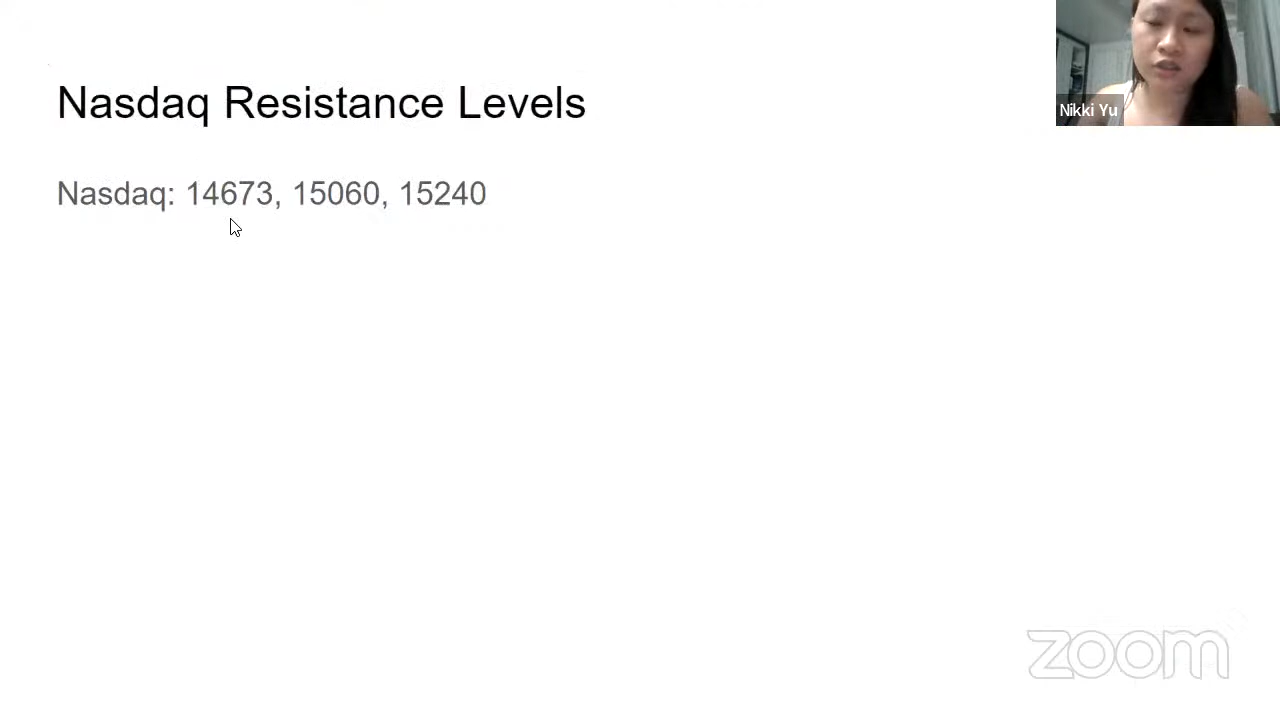 Nasdaq Resistance Levels
Nikki Yu
Nasdaq: 14673, 15060, 15240
zoom